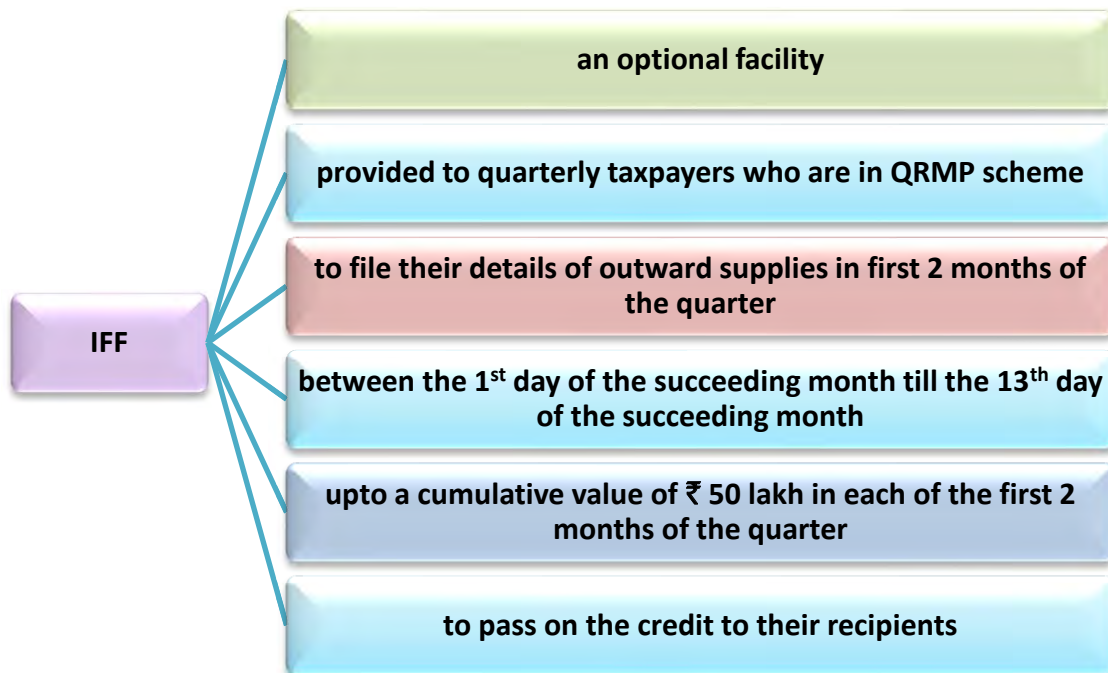 an optional facility
provided to quarterly taxpayers who are in QRMP scheme
to file their details of outward supplies in first 2 months of
the quarter
IFF
between the 1st day of the succeeding month till the 13th day
of the succeeding month
upto a cumulative value of ₹ 50 lakh in each of the first 2
months of the quarter
to pass on the credit to their recipients